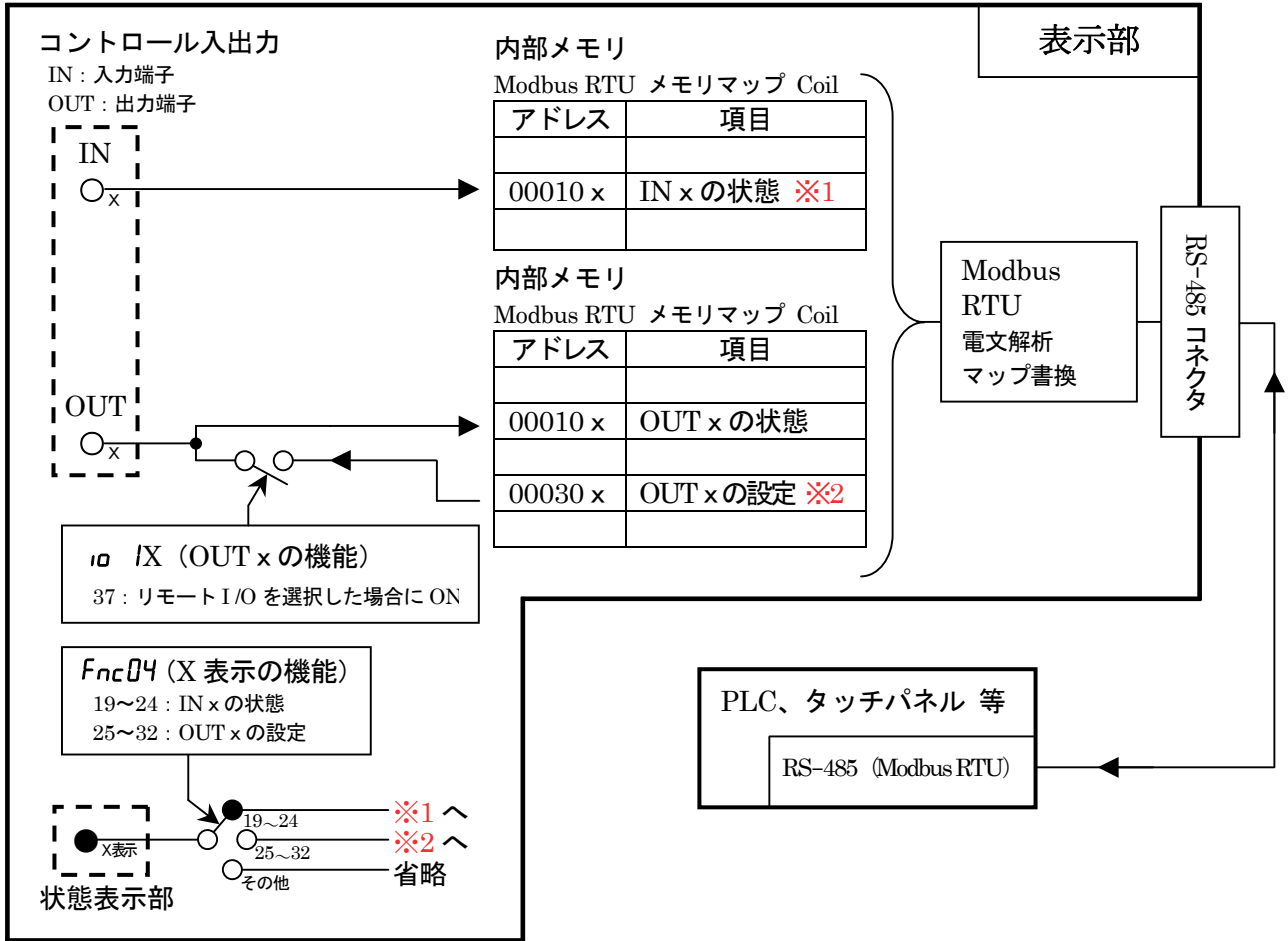 表示部
コントロール入出力
IN：入力端子
OUT：出力端子
IN
x
OUT
x
内部メモリ
Modbus RTU メモリマップ Coil
アドレス 項目
00010 x IN x の状態 ※1
内部メモリ
Modbus RTU メモリマップ Coil
アドレス 項目
00010 x OUT x の状態
00030 x OUT x の設定 ※2
Modbus
RTU
電文解析
マップ書換
RS-485 コネクタ
io 1X（OUT x の機能）
37：リモート I/O を選択した場合に ON
Fnc04（X 表示の機能）
19～24：IN x の状態
25～32：OUT x の設定
X表示
状態表示部
19～24
※1 へ
25～32
※2 へ
その他
省略
PLC、タッチパネル 等
RS-485（Modbus RTU）